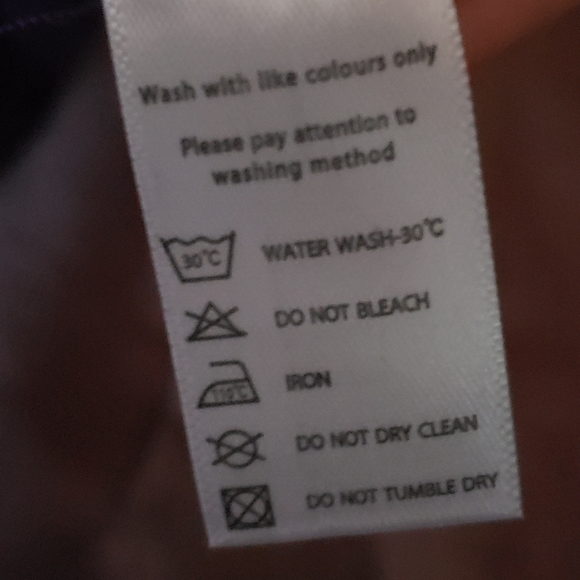 Wash with like colours only
Please pay attention to
washing method
30°C WATER WASH-30°C
DO NOT BLEACH
110°C IRON
DO NOT DRY CLEAN
DO NOT TUMBLE DRY